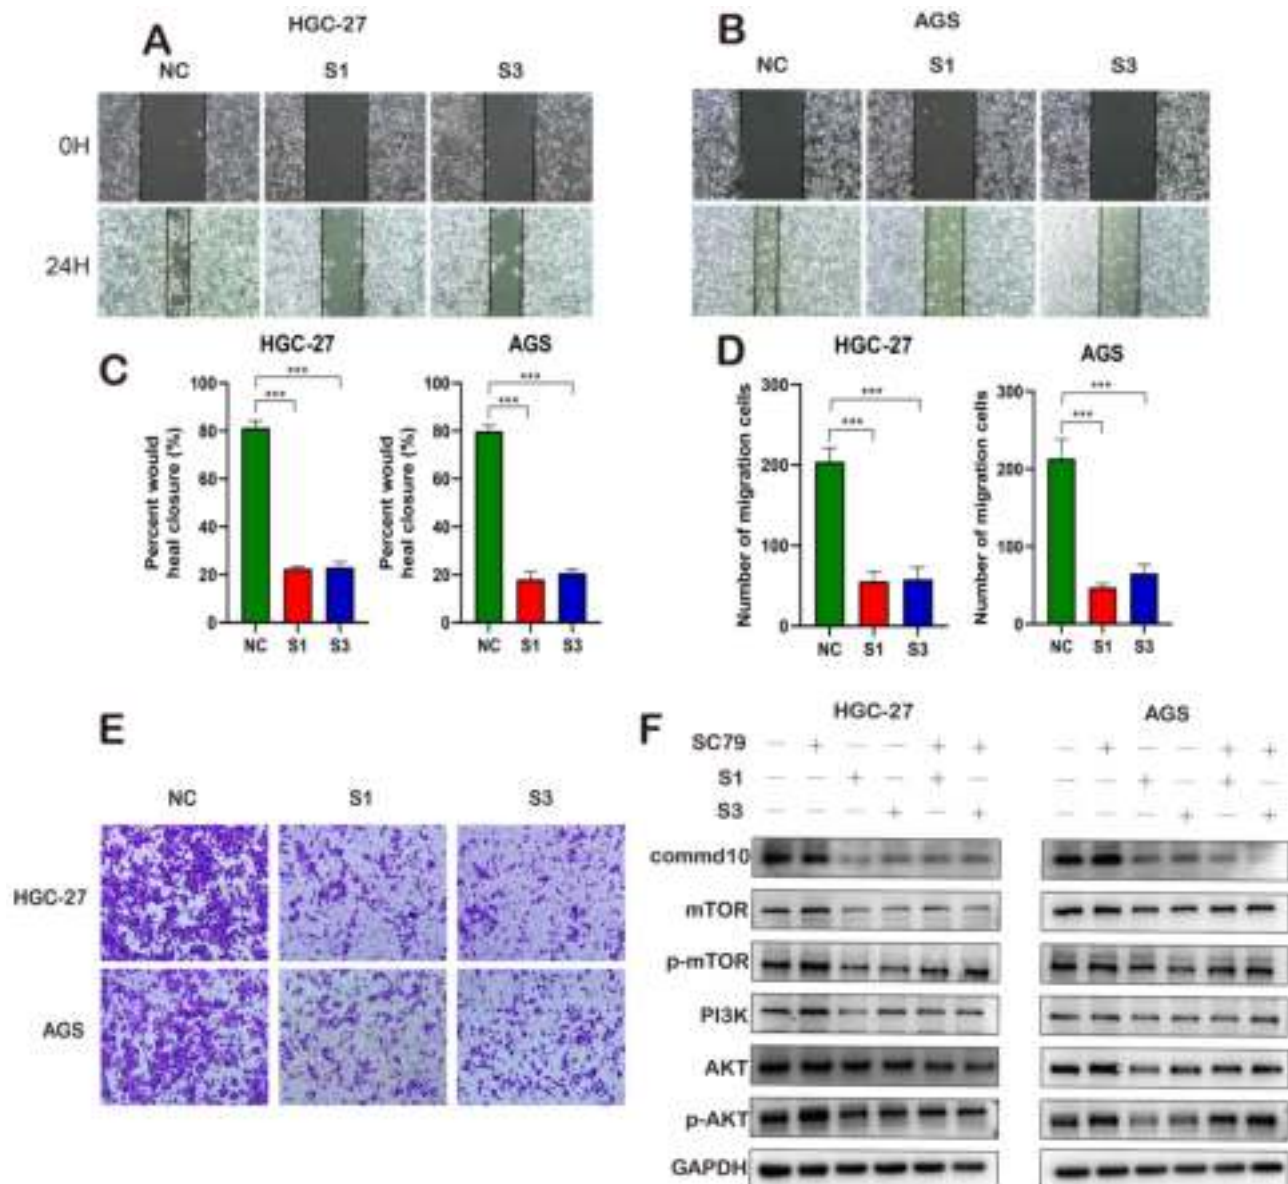 A
HGC-27
NC S1 S3
0H
24H
B
AGS
NC S1 S3
C
HGC-27
Percent would
heal closure (%)
100
80
60
40
20
0
***
***
NC S1 S3
AGS
Percent would
heal closure (%)
100
80
60
40
20
0
***
***
NC S1 S3
D
HGC-27
Number of migration cells
300
200
100
0
***
***
NC S1 S3
AGS
Number of migration cells
300
200
100
0
***
***
NC S1 S3
E
NC S1 S3
HGC-27
AGS
F
HGC-27 AGS
SC79 — + — — + + — + — — + +
S1 — — + — + — — — + — + —
S3 — — — + — + — — — + — +
commd10
mTOR
p-mTOR
PI3K
AKT
p-AKT
GAPDH